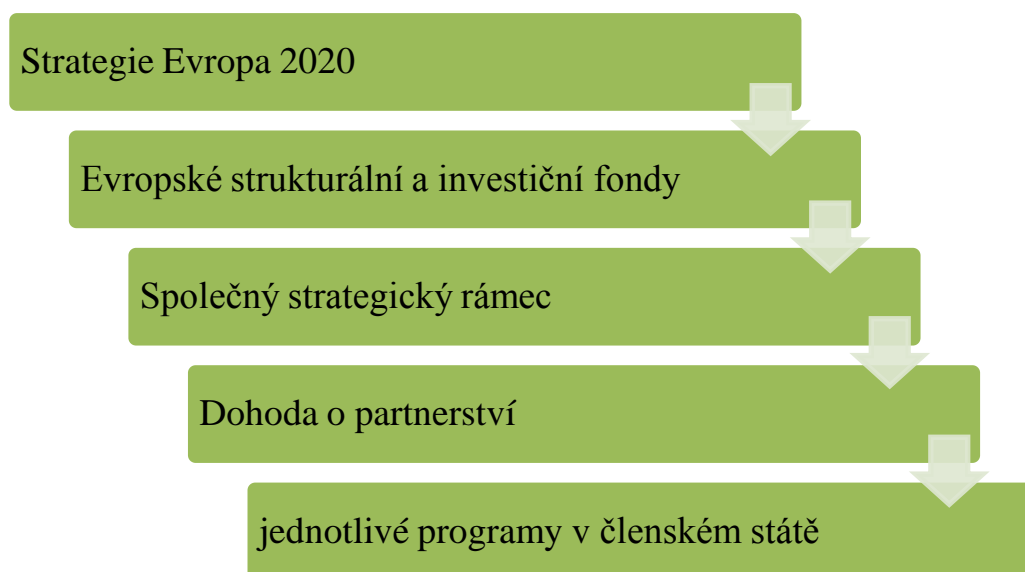 Strategie Evropa 2020
Evropské strukturální a investiční fondy
Společný strategický rámec
Dohoda o partnerství
jednotlivé programy v členském státě